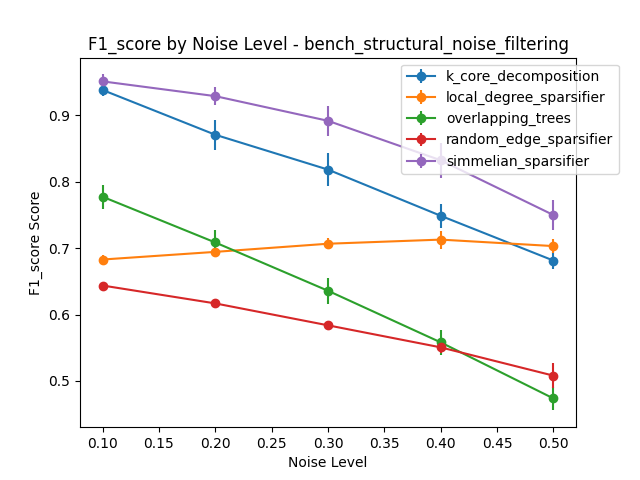 F1_score by Noise Level - bench_structural_noise_filtering
k_core_decomposition
local_degree_sparsifier
overlapping_trees
random_edge_sparsifier
simmelian_sparsifier
F1_score Score
0.9
0.8
0.7
0.6
0.5
0.10 0.15 0.20 0.25 0.30 0.35 0.40 0.45 0.50
Noise Level